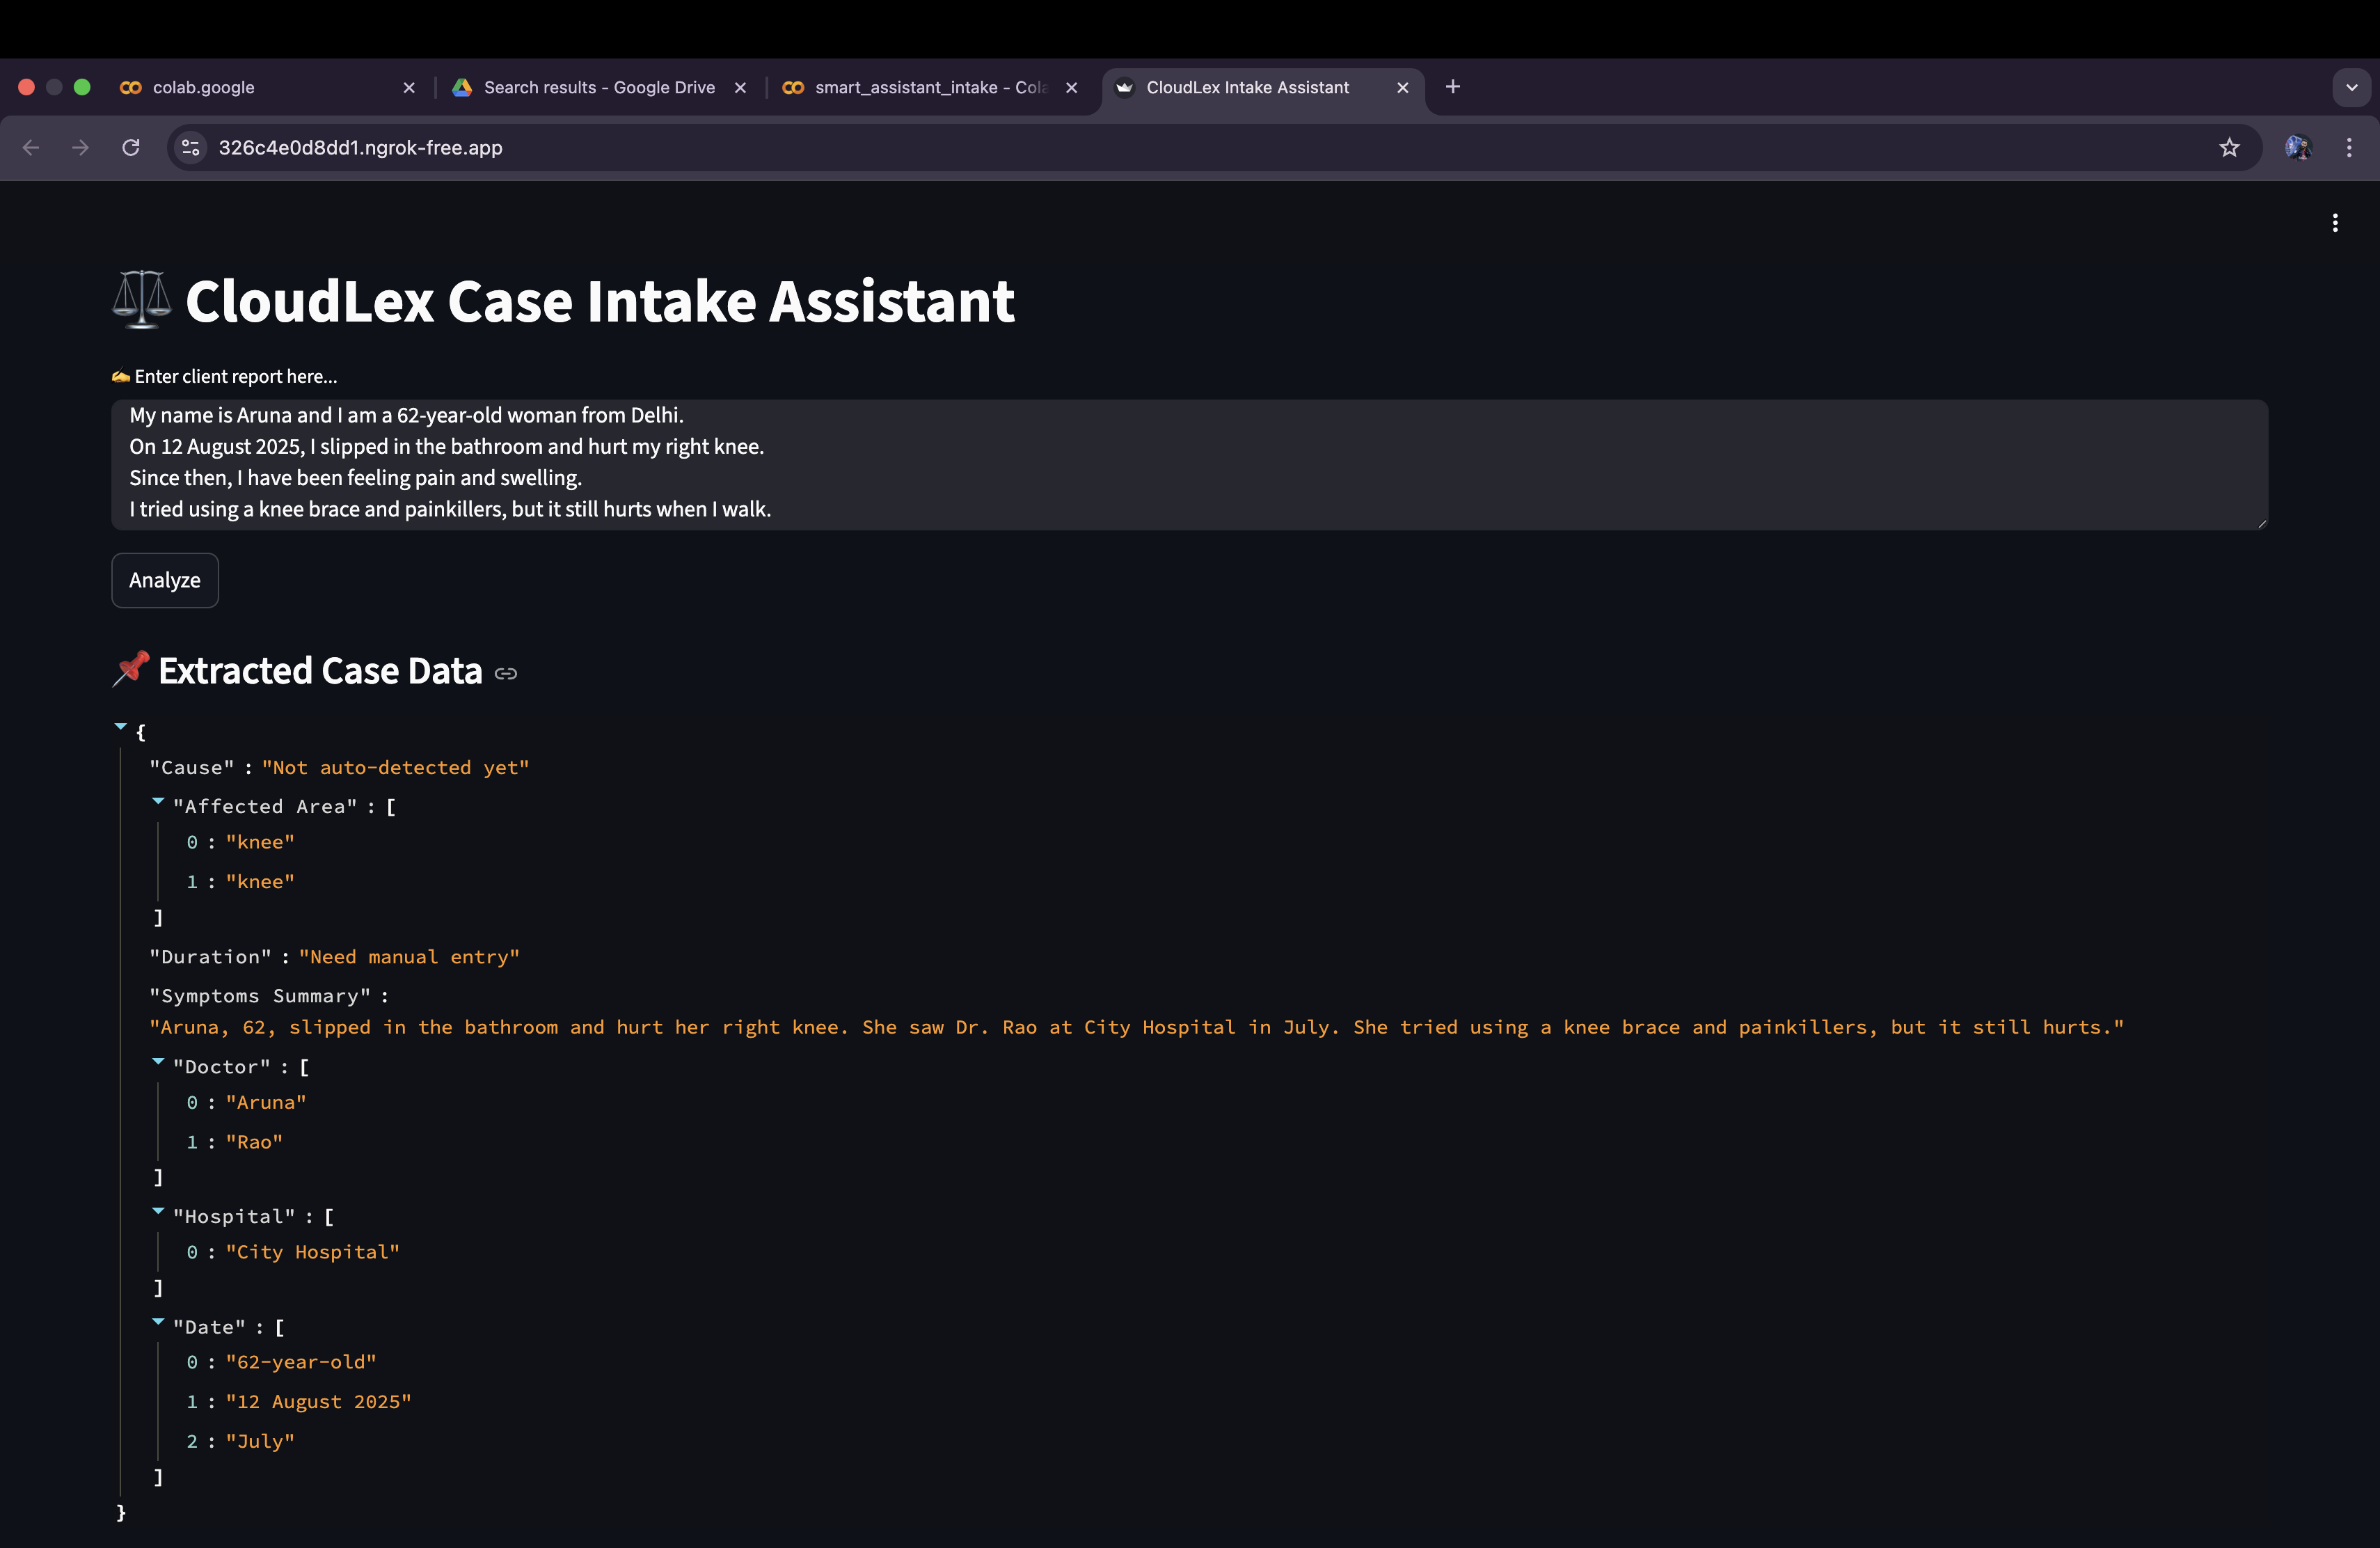 colab.google
Search results - Google Drive
smart_assistant_intake - Cola
CloudLex Intake Assistant
326c4e0d8dd1.ngrok-free.app
⚖️ CloudLex Case Intake Assistant
✍️ Enter client report here...
My name is Aruna and I am a 62-year-old woman from Delhi.
On 12 August 2025, I slipped in the bathroom and hurt my right knee.
Since then, I have been feeling pain and swelling.
I tried using a knee brace and painkillers, but it still hurts when I walk.
Analyze
📌 Extracted Case Data
{
"Cause" : "Not auto-detected yet"
"Affected Area" : [
0 : "knee"
1 : "knee"
]
"Duration" : "Need manual entry"
"Symptoms Summary" :
"Aruna, 62, slipped in the bathroom and hurt her right knee. She saw Dr. Rao at City Hospital in July. She tried using a knee brace and painkillers, but it still hurts."
"Doctor" : [
0 : "Aruna"
1 : "Rao"
]
"Hospital" : [
0 : "City Hospital"
]
"Date" : [
0 : "62-year-old"
1 : "12 August 2025"
2 : "July"
]
}